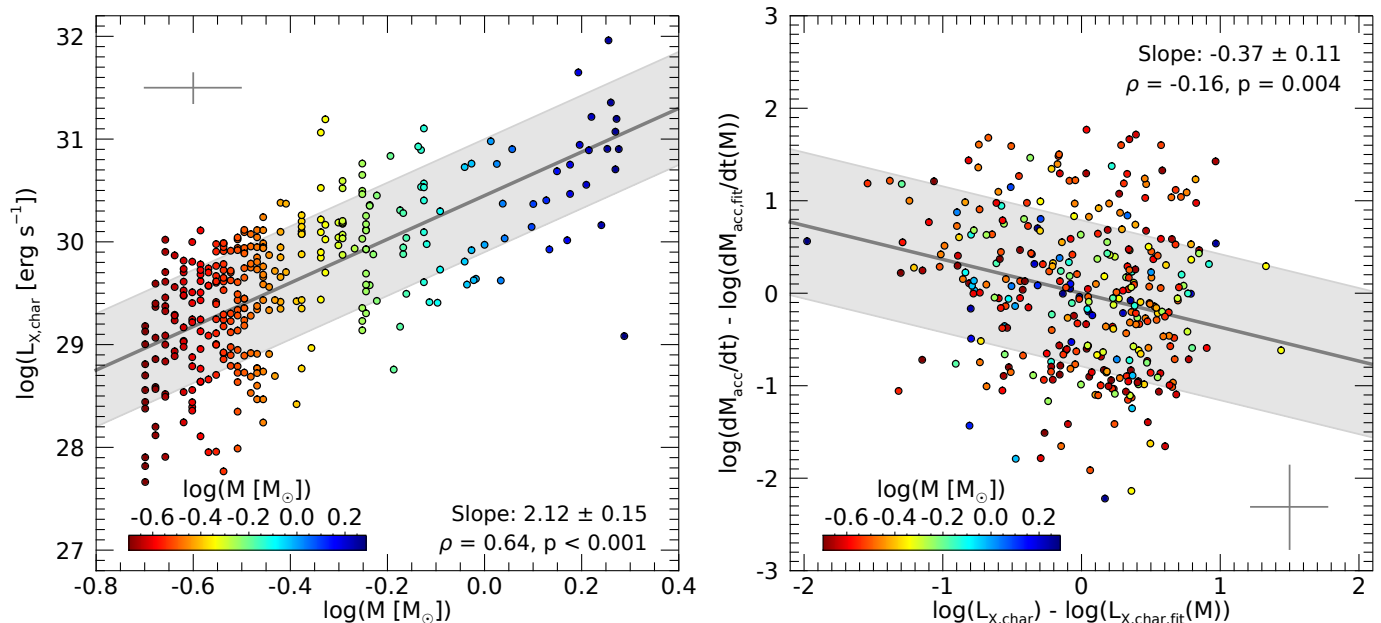 32
31
30
29
28
27
log(L_X,char) [erg s⁻¹]
log(M [M☉])
-0.6 -0.4 -0.2 0.0 0.2
Slope: 2.12 ± 0.15
ρ = 0.64, p < 0.001
-0.8 -0.6 -0.4 -0.2 0.0 0.2 0.4
log(M [M☉])
3
2
1
0
-1
-2
-3
log(dM_acc/dt) - log(dM_acc,fit/dt(M))
Slope: -0.37 ± 0.11
ρ = -0.16, p = 0.004
log(M [M☉])
-0.6 -0.4 -0.2 0.0 0.2
-2 -1 0 1 2
log(L_X,char) - log(L_X,char,fit(M))